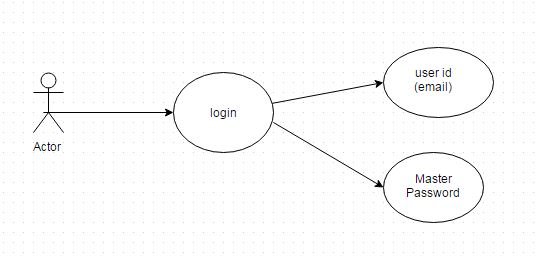 user id
(email)
login
Actor
Master
Password